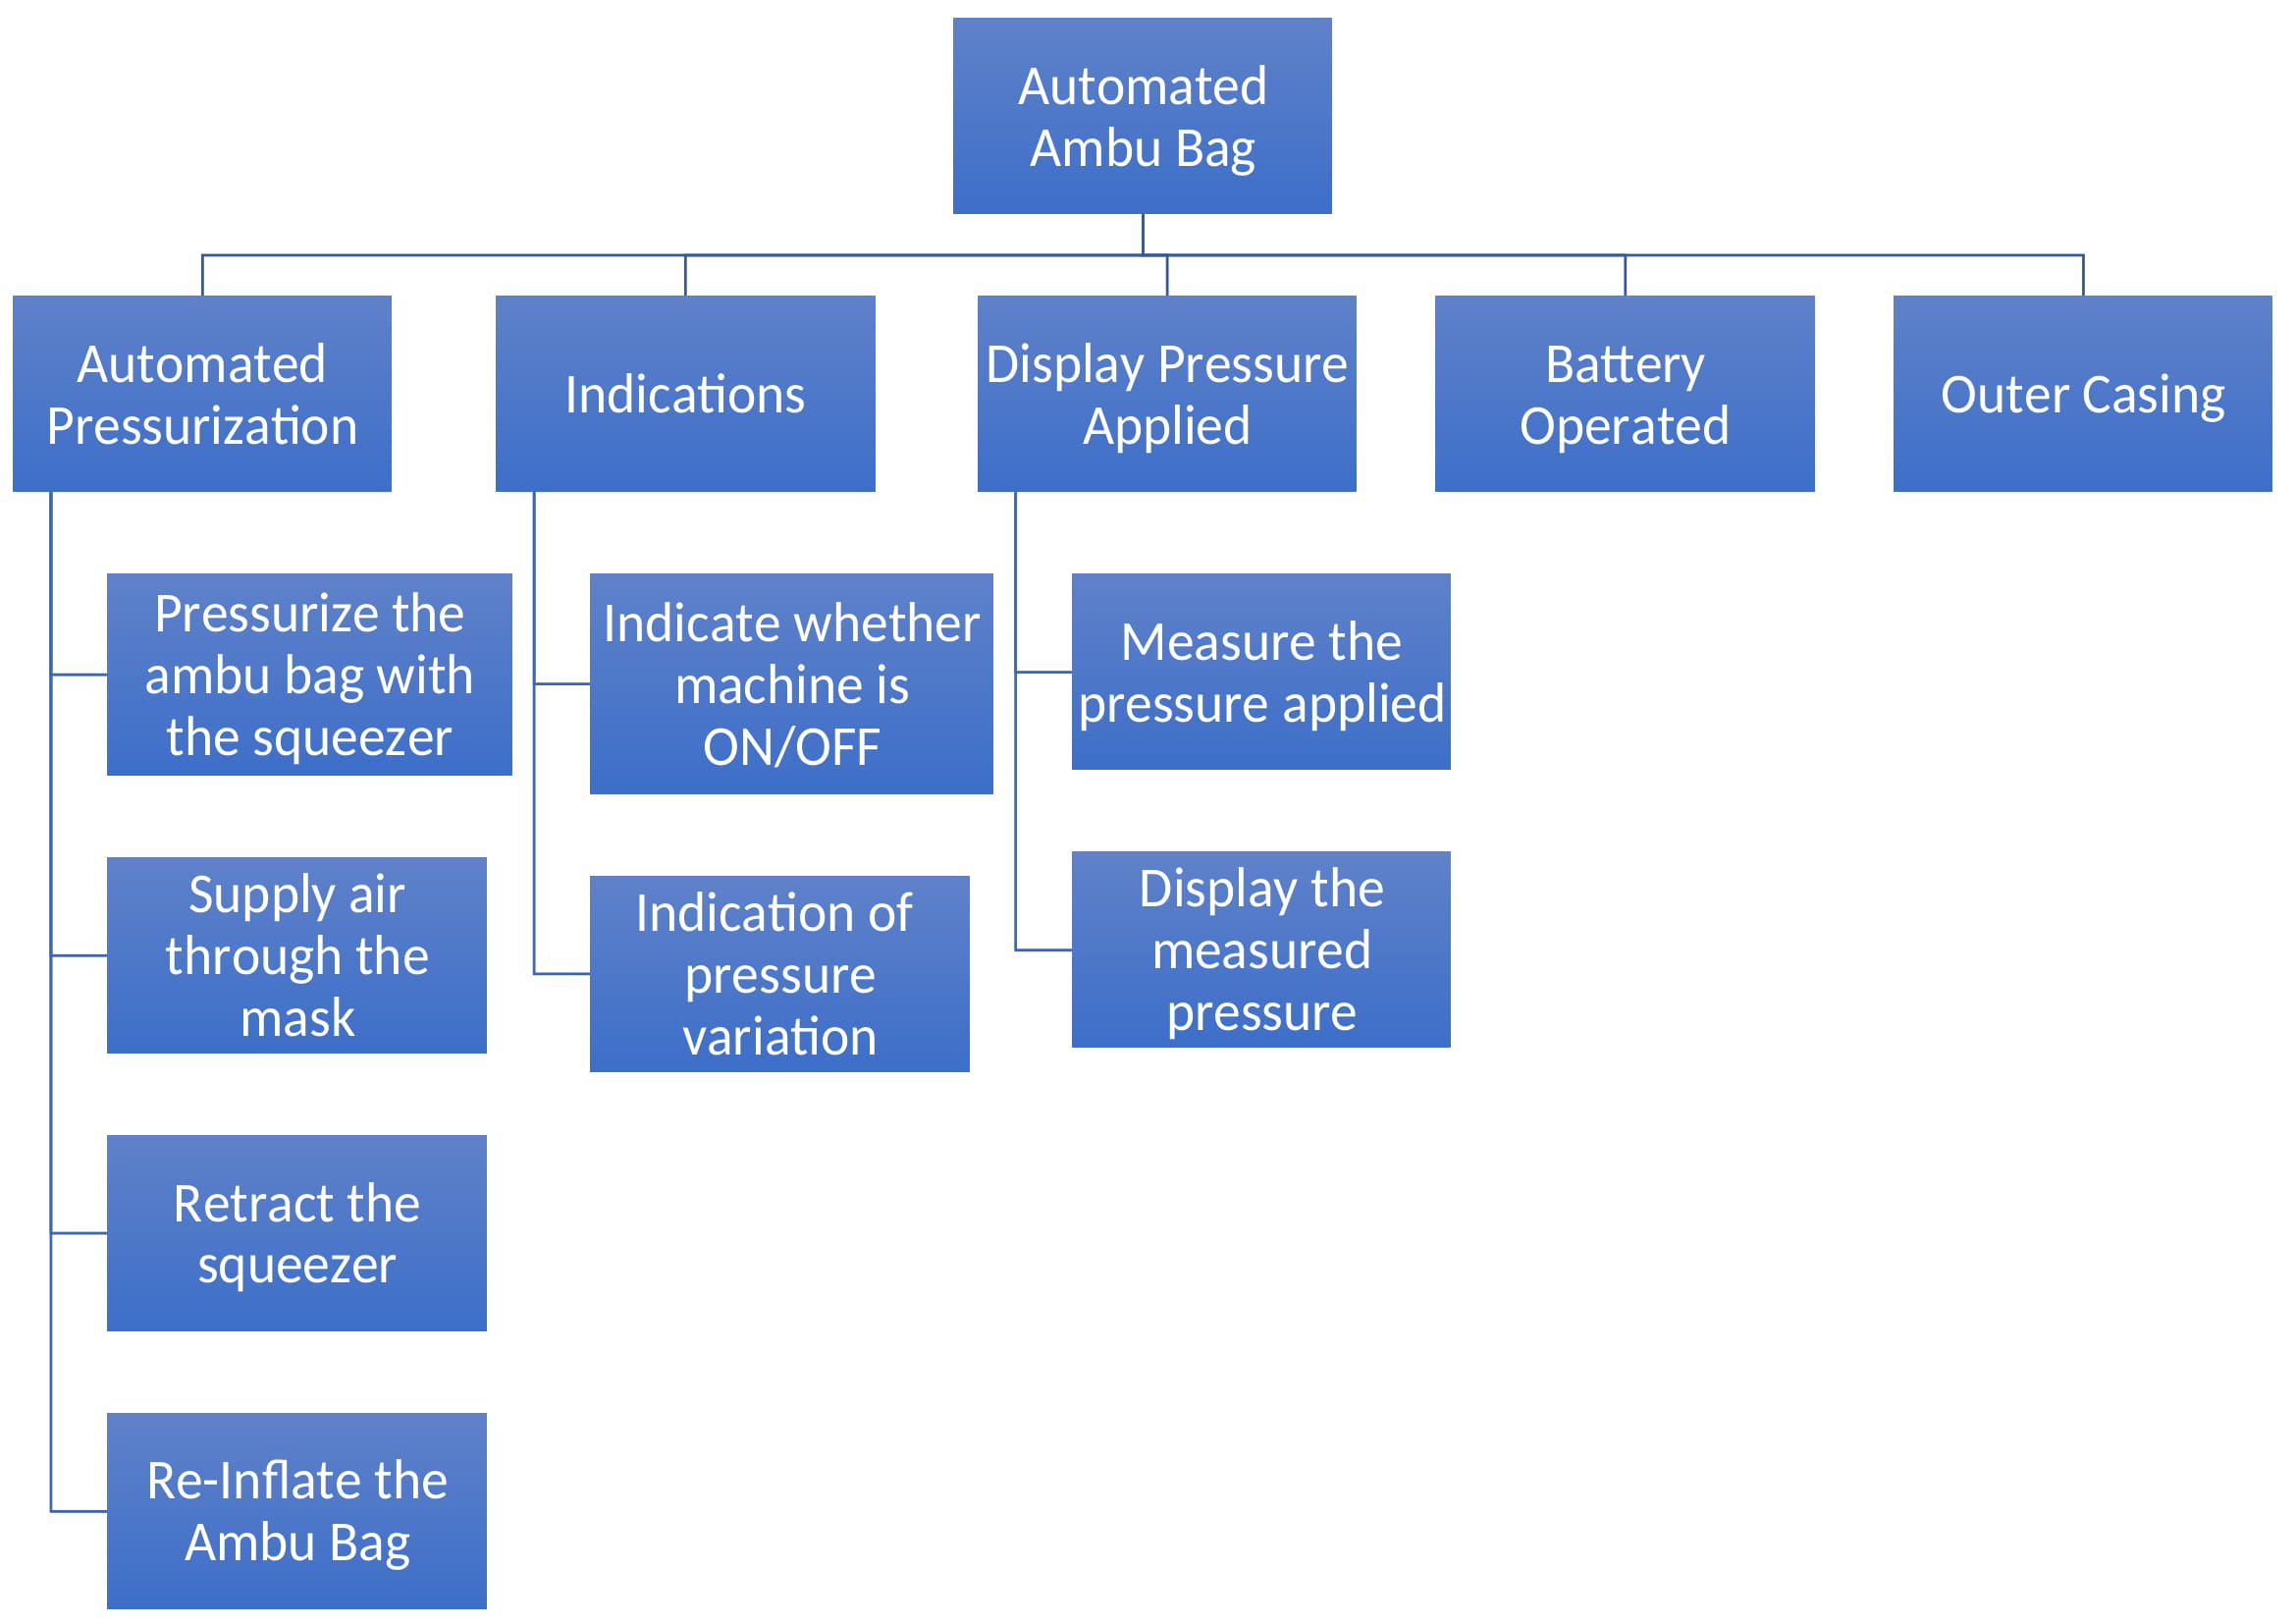 Automated
Ambu Bag
Automated
Pressurization
Indications
Display Pressure
Applied
Battery
Operated
Outer Casing
Pressurize the
ambu bag with
the squeezer
Supply air
through the
mask
Retract the
squeezer
Re-Inflate the
Ambu Bag
Indicate whether
machine is
ON/OFF
Indication of
pressure
variation
Measure the
pressure applied
Display the
measured
pressure